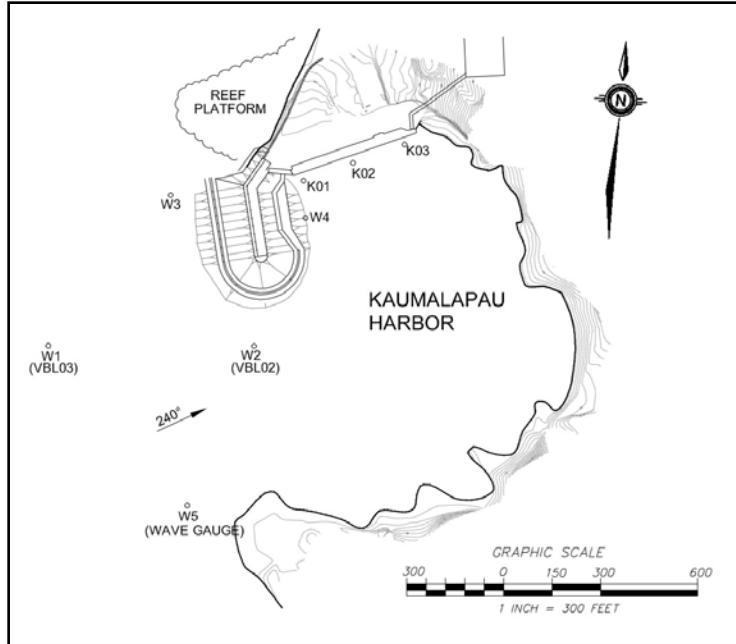 REEF
PLATFORM
N
K03
K02
K01
W3
W4
KAUMALAPAU
HARBOR
W1
(VBL03)
W2
(VBL02)
240°
W5
(WAVE GAUGE)
GRAPHIC SCALE
300 0 150 300 600
1 INCH = 300 FEET